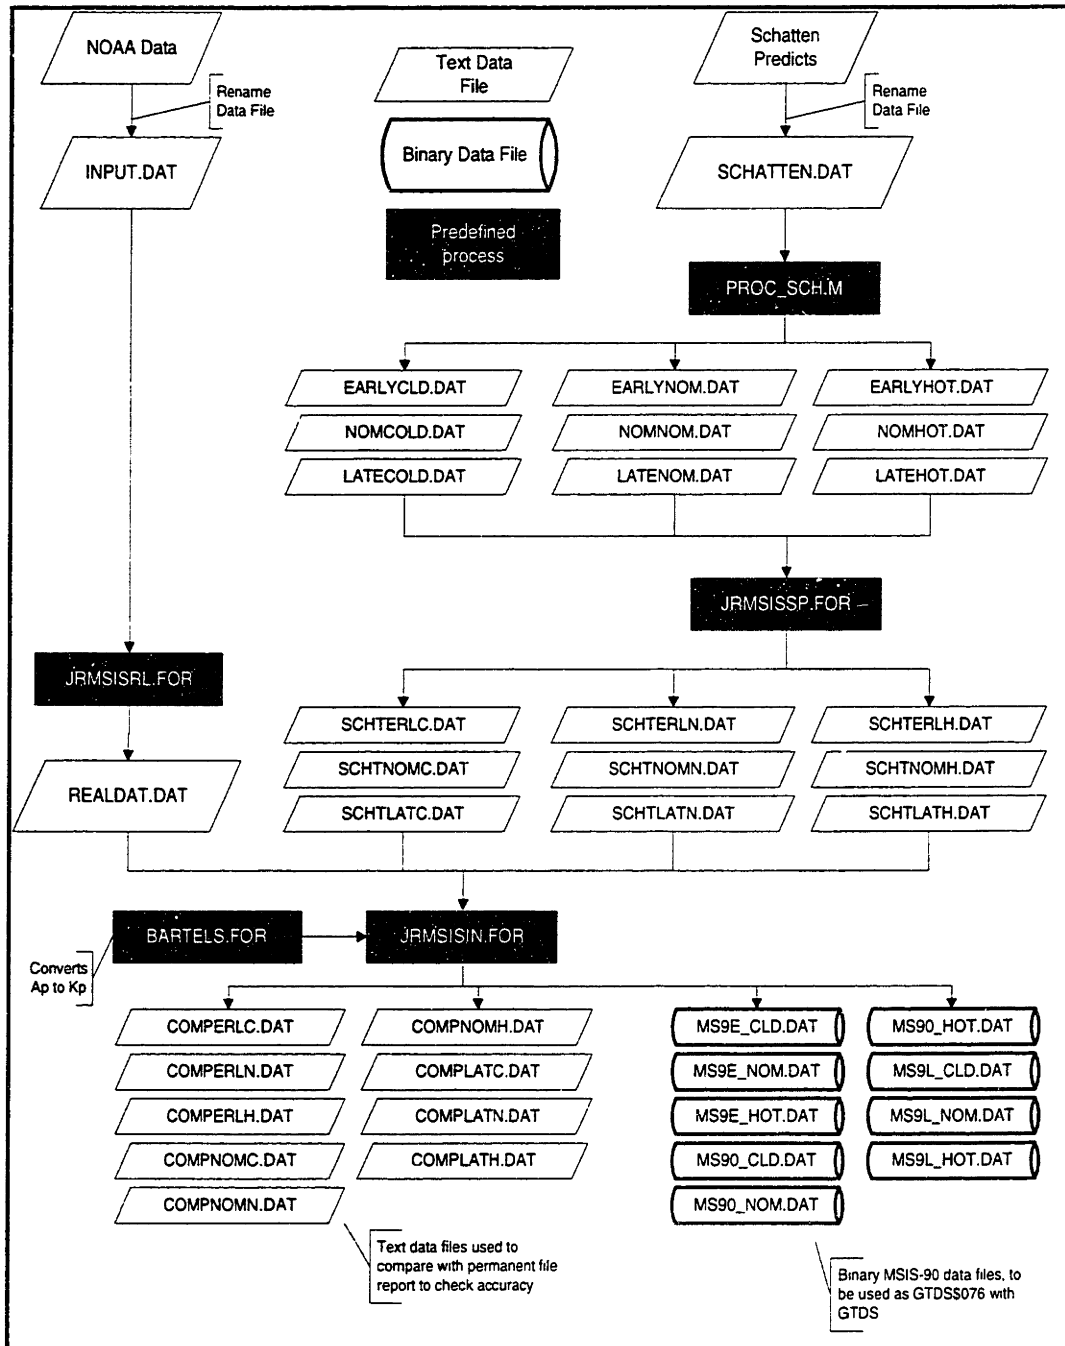 NOAA Data
Rename
Data File
INPUT.DAT
Text Data
File
Binary Data File
Predefined
process
Schatten
Predicts
Rename
Data File
SCHATTEN.DAT
PROC_SCH.M
EARLYCLD.DAT
EARLYNOM.DAT
EARLYHOT.DAT
NOMCOLD.DAT
NOMNOM.DAT
NOMHOT.DAT
LATECOLD.DAT
LATENOM.DAT
LATEHOT.DAT
JRMSISSP.FOR
JRMSISRL.FOR
REALDAT.DAT
SCHTERLC.DAT
SCHTERLN.DAT
SCHTERLH.DAT
SCHTNOMC.DAT
SCHTNOMN.DAT
SCHTNOMH.DAT
SCHTLATC.DAT
SCHTLATN.DAT
SCHTLATH.DAT
BARTELS.FOR
JRMSISIN.FOR
Converts
Ap to Kp
COMPERLC.DAT
COMPERLN.DAT
COMPERLH.DAT
COMPNOMC.DAT
COMPNOMN.DAT
COMPNOMH.DAT
COMPLATC.DAT
COMPLATN.DAT
COMPLATH.DAT
MS9E_CLD.DAT
MS9E_NOM.DAT
MS9E_HOT.DAT
MS90_CLD.DAT
MS90_NOM.DAT
MS90_HOT.DAT
MS9L_CLD.DAT
MS9L_NOM.DAT
MS9L_HOT.DAT
Text data files used to
compare with permanent file
report to check accuracy
Binary MSIS-90 data files, to
be used as GTDS$076 with
GTDS